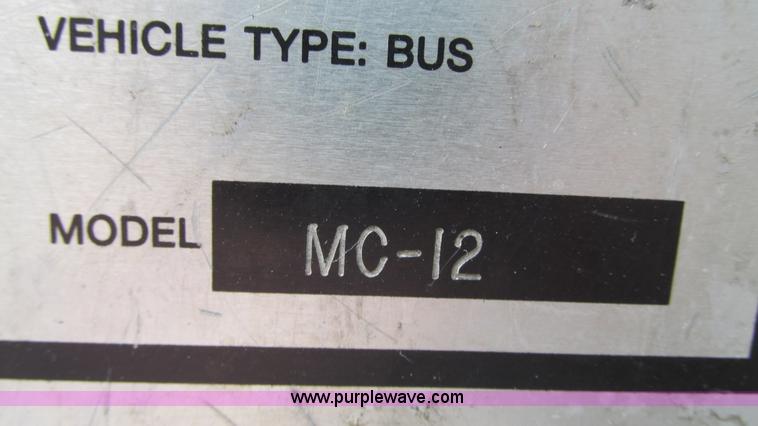 VEHICLE TYPE: BUS
MODEL MC-12
www.purplewave.com